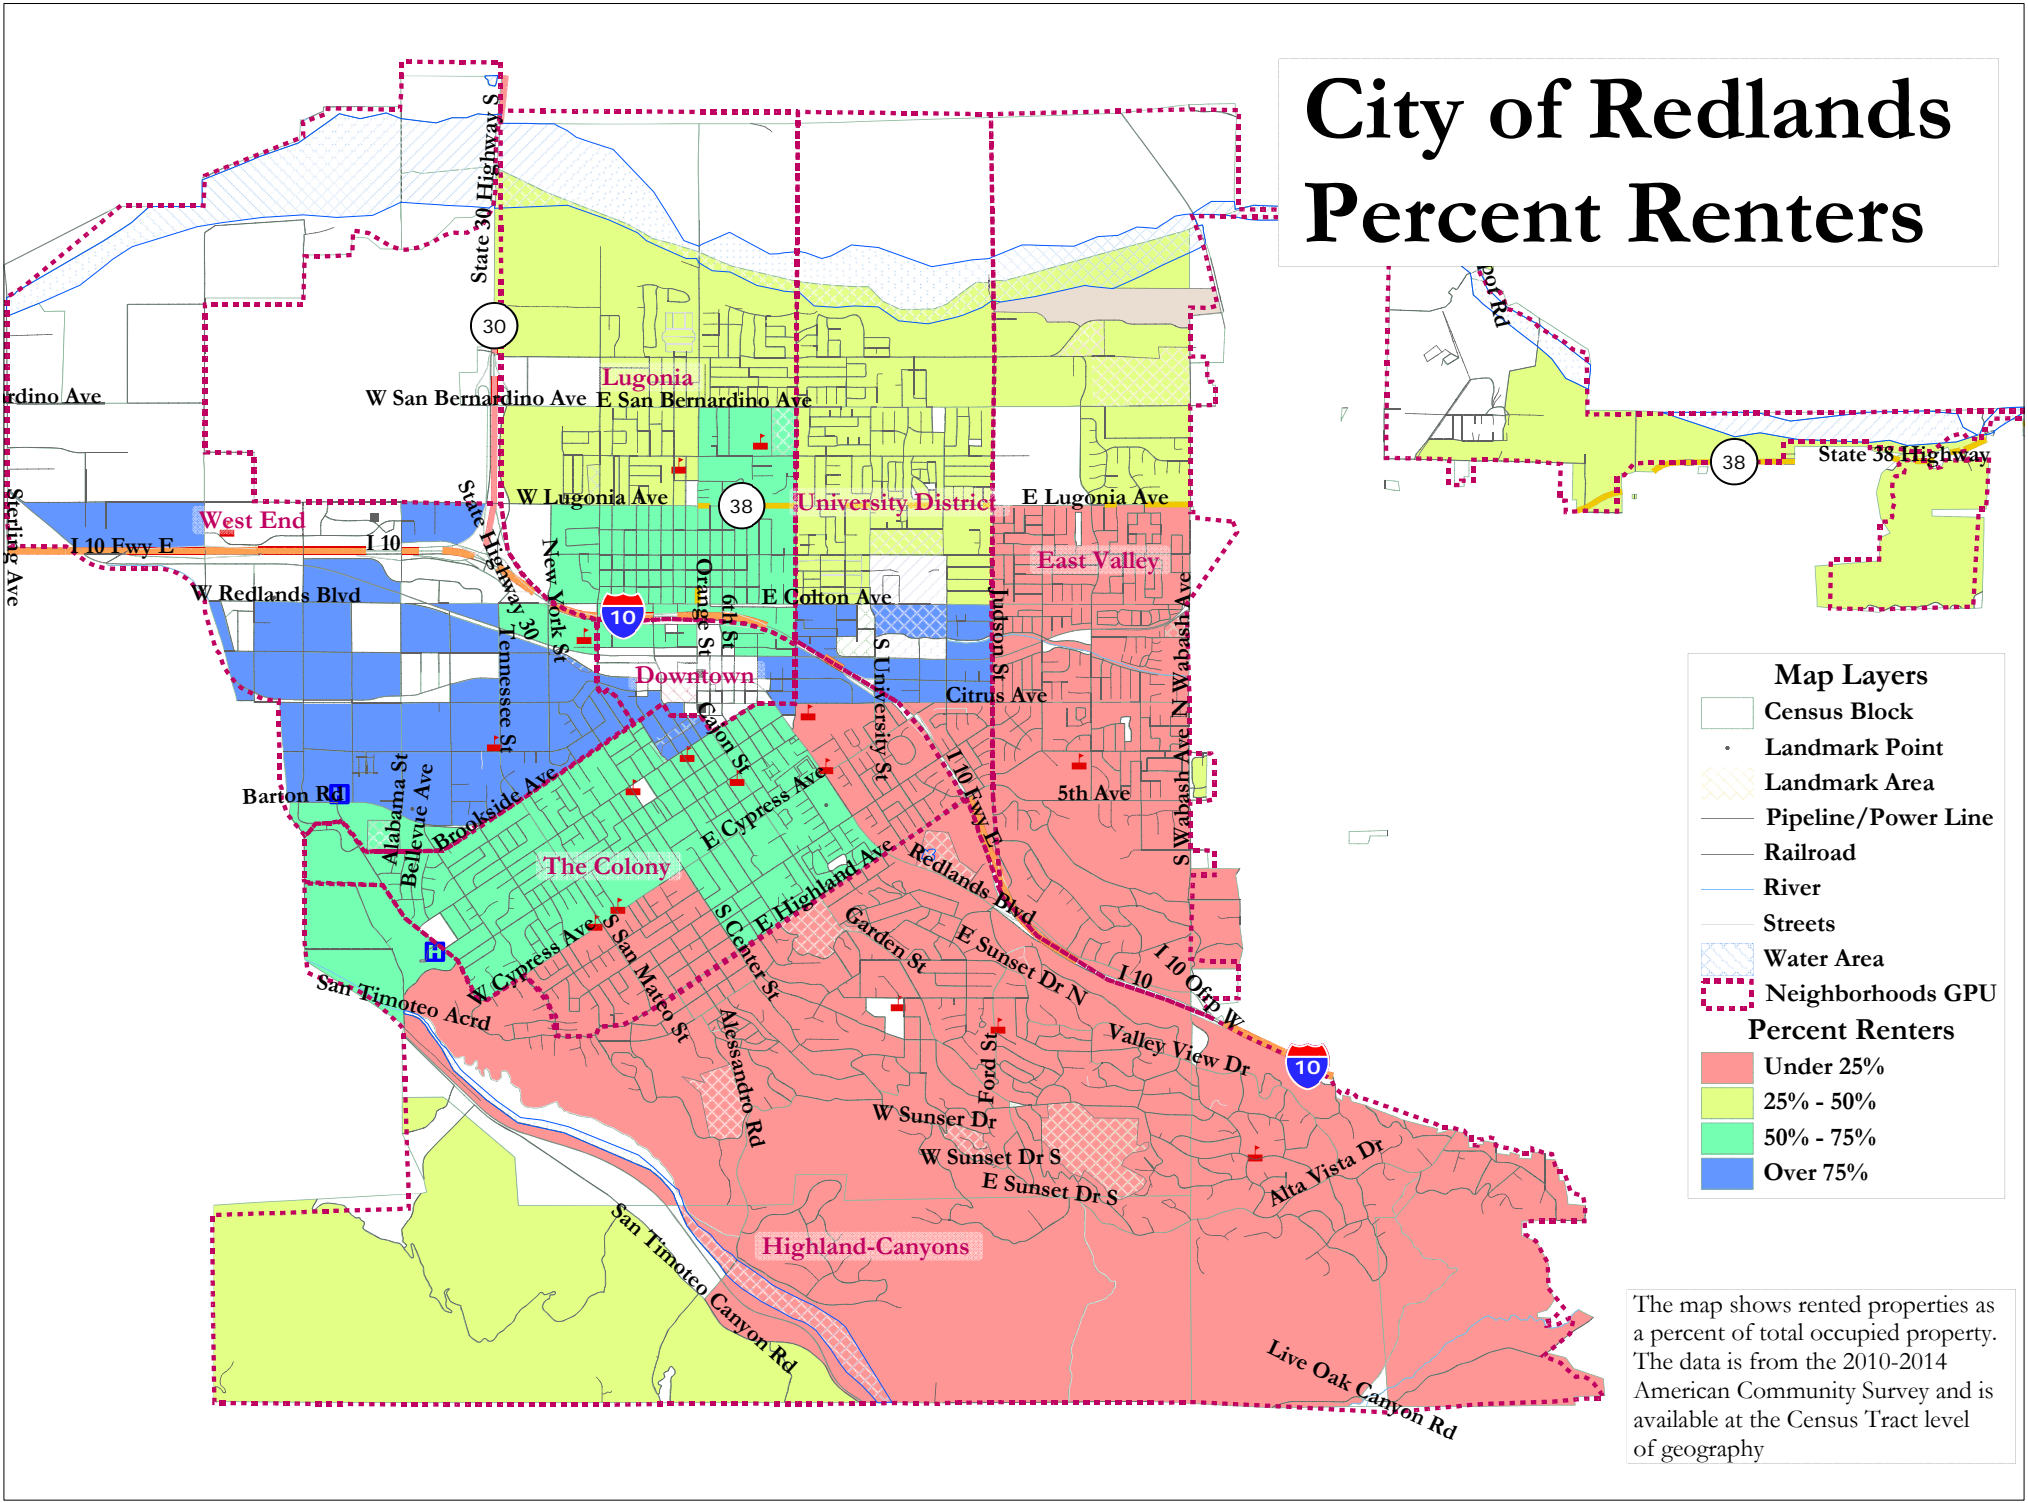 City of Redlands
Percent Renters
State 30 Highway S
30
Lugonia
rdino Ave
W San Bernardino Ave
E San Bernardino Ave
38
State 38 Highway
Sterling Ave
State Highway 30
W Lugonia Ave
38
University District
E Lugonia Ave
West End
I 10 Fwy E
I 10
New York St
Orange St
6th St
E Colton Ave
East Valley
W Redlands Blvd
10
Tennessee St
Downtown
S University St
Judson St
N Wabash Ave
Citrus Ave
Cajon St
I 10 Fwy E
S Wabash Ave
5th Ave
Barton Rd
H
Alabama St
Bellevue Ave
Brookside Ave
E Cypress Ave
The Colony
E Highland Ave
Redlands Blvd
H
W Cypress Ave
S San Mateo St
S Center St
Garden St
E Sunset Dr N
I 10
I 10 Ofrp W
San Timoteo Acrd
Alessandro Rd
Ford St
Valley View Dr
10
W Sunser Dr
W Sunset Dr S
E Sunset Dr S
Alta Vista Dr
San Timoteo Canyon Rd
Highland-Canyons
Live Oak Canyon Rd
Map Layers
Census Block
Landmark Point
Landmark Area
Pipeline/Power Line
Railroad
River
Streets
Water Area
Neighborhoods GPU
Percent Renters
Under 25%
25% - 50%
50% - 75%
Over 75%
The map shows rented properties as
a percent of total occupied property.
The data is from the 2010-2014
American Community Survey and is
available at the Census Tract level
of geography